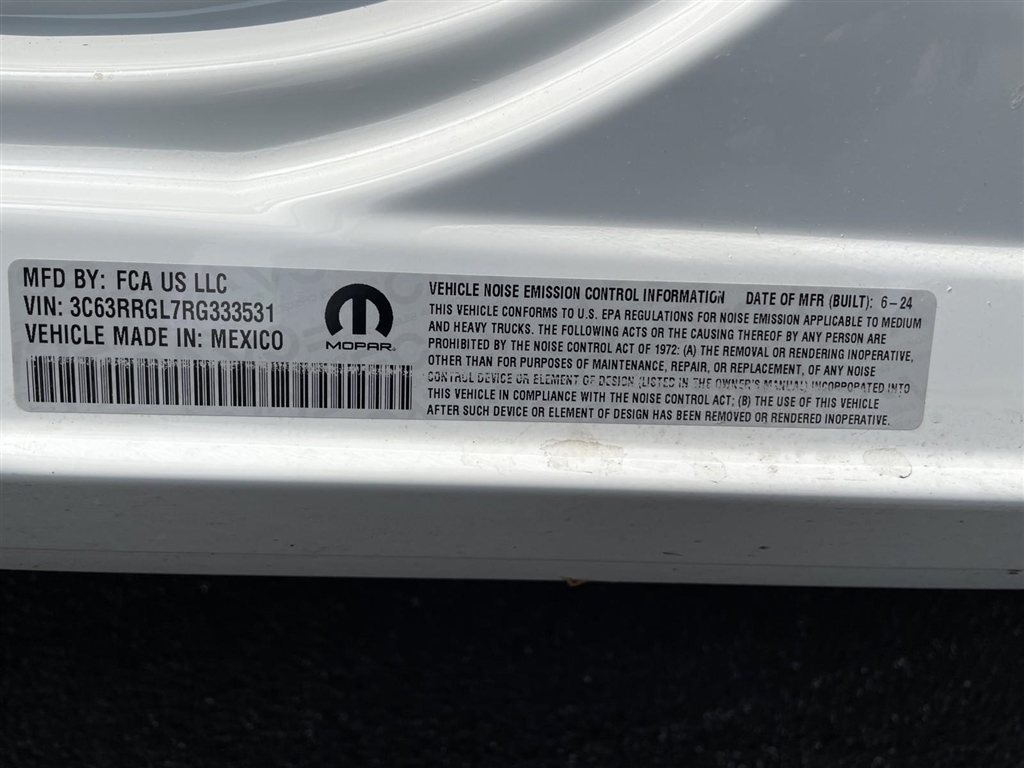 MFD BY: FCA US LLC
VIN: 3C63RRGL7RG333531
VEHICLE MADE IN: MEXICO
MOPAR
VEHICLE NOISE EMISSION CONTROL INFORMATION DATE OF MFR (BUILT): 6-24
THIS VEHICLE CONFORMS TO U.S. EPA REGULATIONS FOR NOISE EMISSION APPLICABLE TO MEDIUM
AND HEAVY TRUCKS. THE FOLLOWING ACTS OR THE CAUSING THEREOF BY ANY PERSON ARE
PROHIBITED BY THE NOISE CONTROL ACT OF 1972: (A) THE REMOVAL OR RENDERING INOPERATIVE,
OTHER THAN FOR PURPOSES OF MAINTENANCE, REPAIR, OR REPLACEMENT, OF ANY NOISE
CONTROL DEVICE OR ELEMENT OF DESIGN (LISTED IN THE OWNER'S MANUAL) INCORPORATED INTO
THIS VEHICLE IN COMPLIANCE WITH THE NOISE CONTROL ACT; (B) THE USE OF THIS VEHICLE
AFTER SUCH DEVICE OR ELEMENT OF DESIGN HAS BEEN REMOVED OR RENDERED INOPERATIVE.